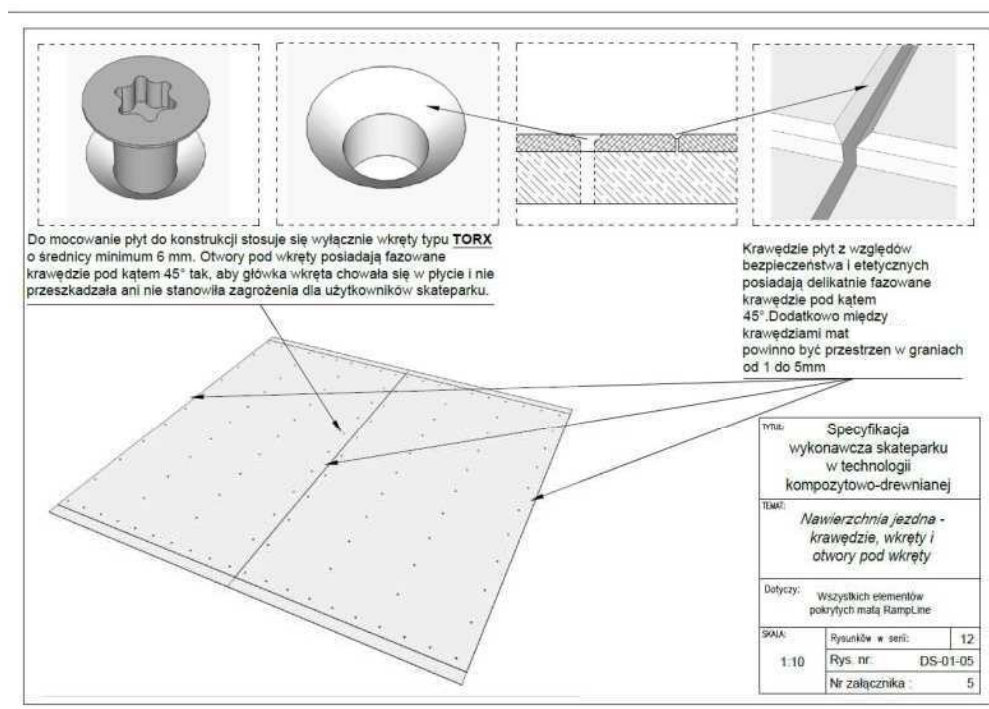 Do mocowanie płyt do konstrukcji stosuje się wyłącznie wkręty typu TORX
o średnicy minimum 6 mm. Otwory pod wkręty posiadają fazowane
krawędzie pod kątem 45° tak, aby główka wkręta chowała się w płycie i nie
przeszkadzała ani nie stanowiła zagrożenia dla użytkowników skateparku.
Krawędzie płyt z względów
bezpieczeństwa i etetycznych
posiadają delikatnie fazowane
krawędzie pod kątem
45°.Dodatkowo między
krawędziami mat
powinno być przestrzen w graniach
od 1 do 5mm
TYTUŁ:
Specyfikacja
wykonawcza skateparku
w technologii
kompozytowo-drewnianej
TEMAT:
Nawierzchnia jezdna -
krawędzie, wkręty i
otwory pod wkręty
Dotyczy:
Wszystkich elementów
pokrytych matą RampLine
SKALA:
1:10
Rysunków w serii: 12
Rys. nr: DS-01-05
Nr załącznika : 5